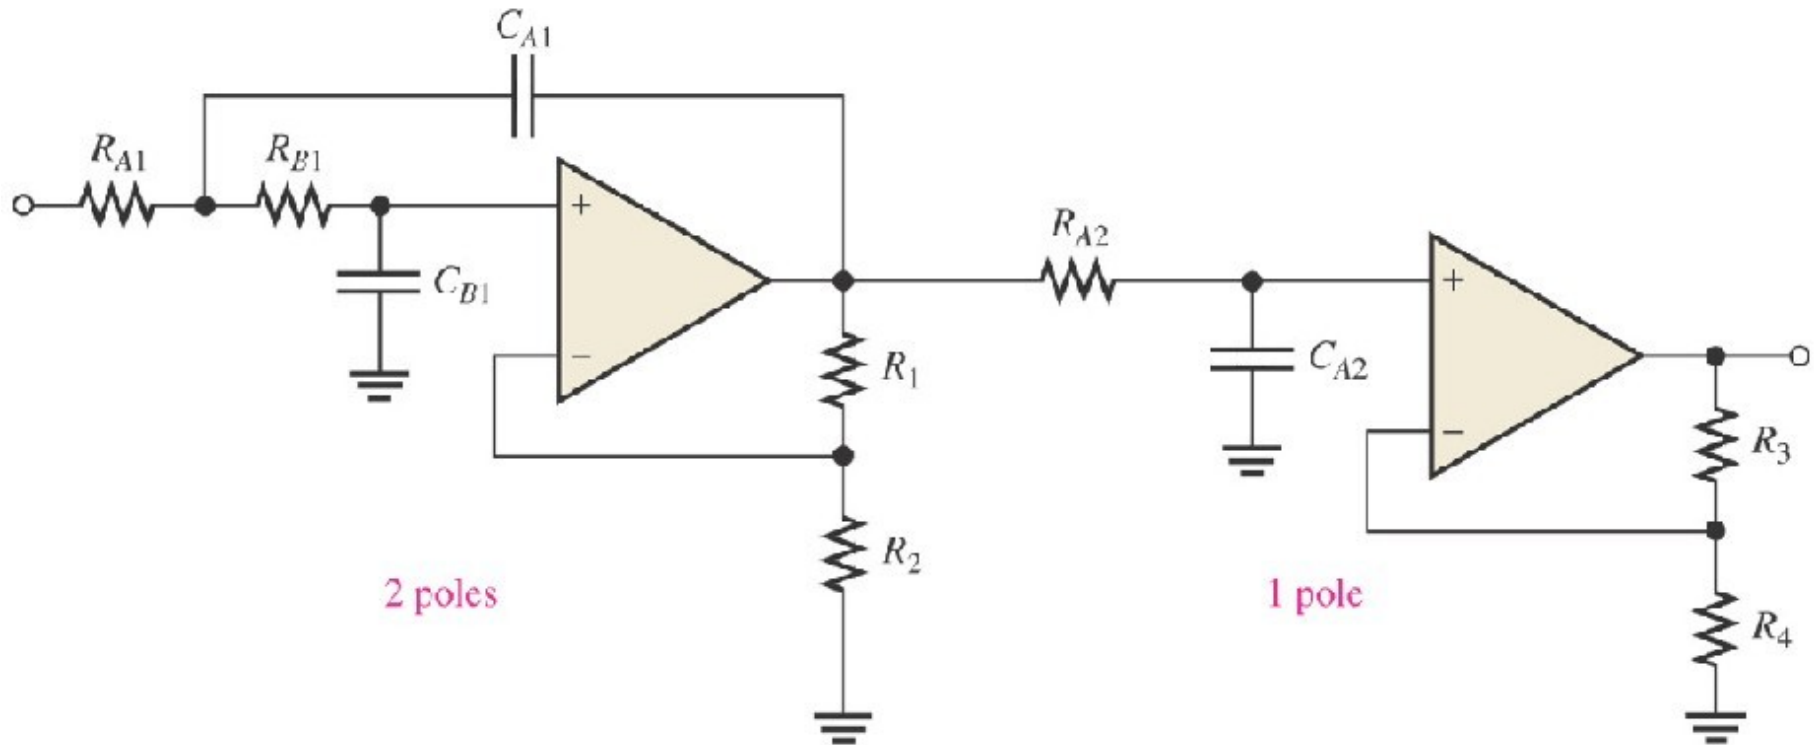 C_A1
R_A1
R_B1
+
C_B1
−
R_1
R_2
2 poles
R_A2
+
C_A2
−
R_3
R_4
1 pole